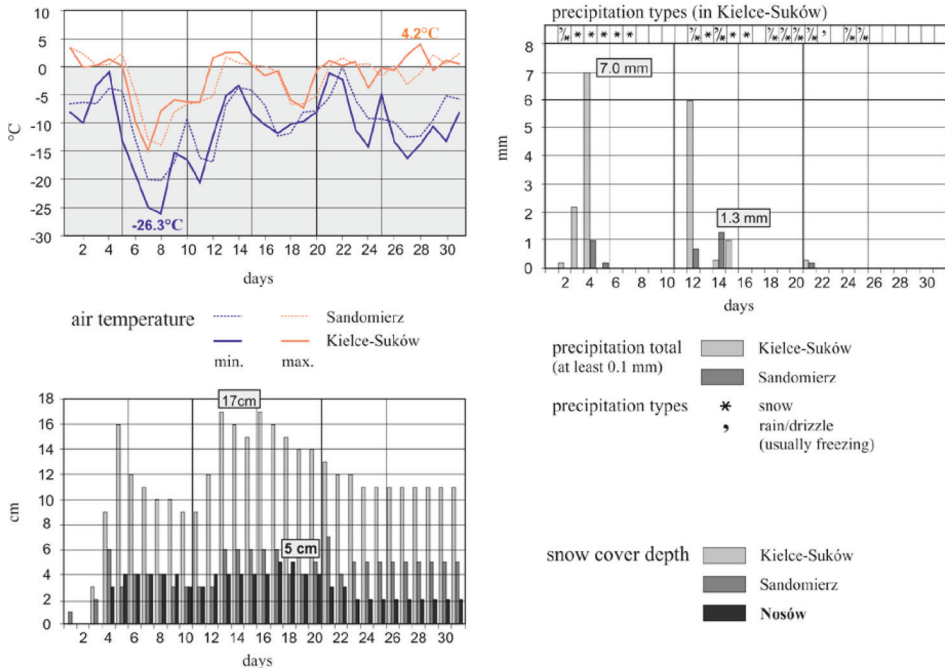 10
5
0
-5
-10
-15
-20
-25
-30
°C
4.2°C
-26.3°C
2 4 6 8 10 12 14 16 18 20 22 24 26 28 30
days
air temperature
Sandomierz
Kielce-Suków
min. max.
precipitation types (in Kielce-Suków)
8
7
6
5
4
3
2
1
0
mm
7.0 mm
1.3 mm
2 4 6 8 10 12 14 16 18 20 22 24 26 28 30
days
precipitation total
(at least 0.1 mm)
Kielce-Suków
Sandomierz
precipitation types
* snow
, rain/drizzle
(usually freezing)
18
16
14
12
10
8
6
4
2
0
cm
17cm
5 cm
2 4 6 8 10 12 14 16 18 20 22 24 26 28 30
days
snow cover depth
Kielce-Suków
Sandomierz
Nosów